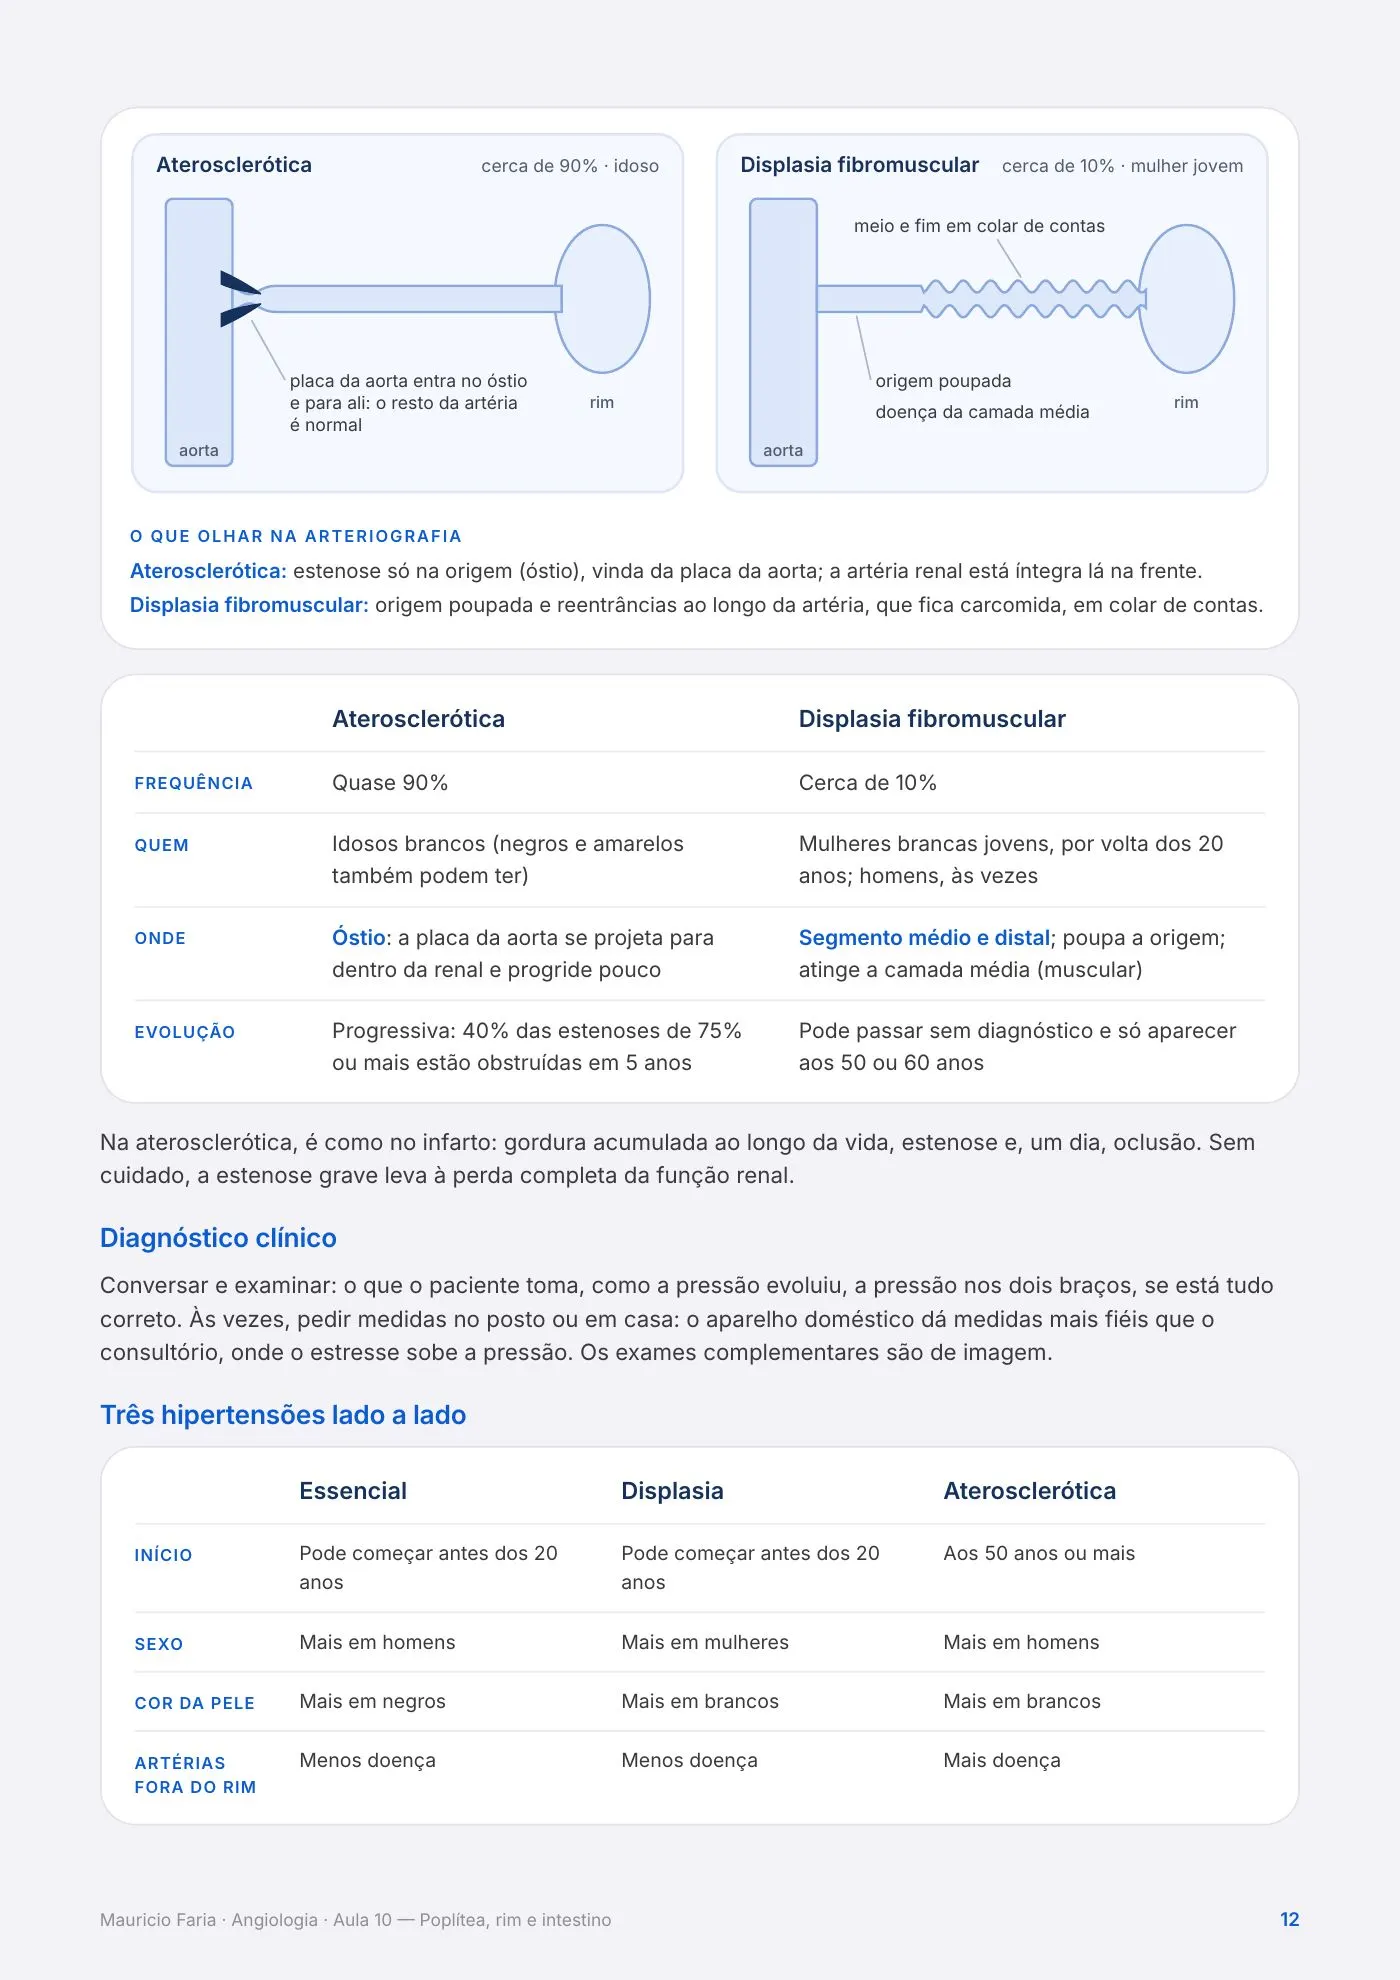 Aterosclerótica
cerca de 90% · idoso
aorta
placa da aorta entra no óstio
e para ali: o resto da artéria
é normal
rim
Displasia fibromuscular
cerca de 10% · mulher jovem
meio e fim em colar de contas
origem poupada
doença da camada média
rim
aorta
O QUE OLHAR NA ARTERIOGRAFIA
Aterosclerótica: estenose só na origem (óstio), vinda da placa da aorta; a artéria renal está íntegra lá na frente.
Displasia fibromuscular: origem poupada e reentrâncias ao longo da artéria, que fica carcomida, em colar de contas.
Aterosclerótica
Displasia fibromuscular
FREQUÊNCIA
Quase 90%
Cerca de 10%
QUEM
Idosos brancos (negros e amarelos
também podem ter)
Mulheres brancas jovens, por volta dos 20
anos; homens, às vezes
ONDE
Óstio: a placa da aorta se projeta para
dentro da renal e progride pouco
Segmento médio e distal; poupa a origem;
atinge a camada média (muscular)
EVOLUÇÃO
Progressiva: 40% das estenoses de 75%
ou mais estão obstruídas em 5 anos
Pode passar sem diagnóstico e só aparecer
aos 50 ou 60 anos
Na aterosclerótica, é como no infarto: gordura acumulada ao longo da vida, estenose e, um dia, oclusão. Sem
cuidado, a estenose grave leva à perda completa da função renal.
Diagnóstico clínico
Conversar e examinar: o que o paciente toma, como a pressão evoluiu, a pressão nos dois braços, se está tudo
correto. Às vezes, pedir medidas no posto ou em casa: o aparelho doméstico dá medidas mais fiéis que o
consultório, onde o estresse sobe a pressão. Os exames complementares são de imagem.
Três hipertensões lado a lado
Essencial
Displasia
Aterosclerótica
INÍCIO
Pode começar antes dos 20
anos
Pode começar antes dos 20
anos
Aos 50 anos ou mais
SEXO
Mais em homens
Mais em mulheres
Mais em homens
COR DA PELE
Mais em negros
Mais em brancos
Mais em brancos
ARTÉRIAS
FORA DO RIM
Menos doença
Menos doença
Mais doença
Mauricio Faria · Angiologia · Aula 10 — Poplítea, rim e intestino
12